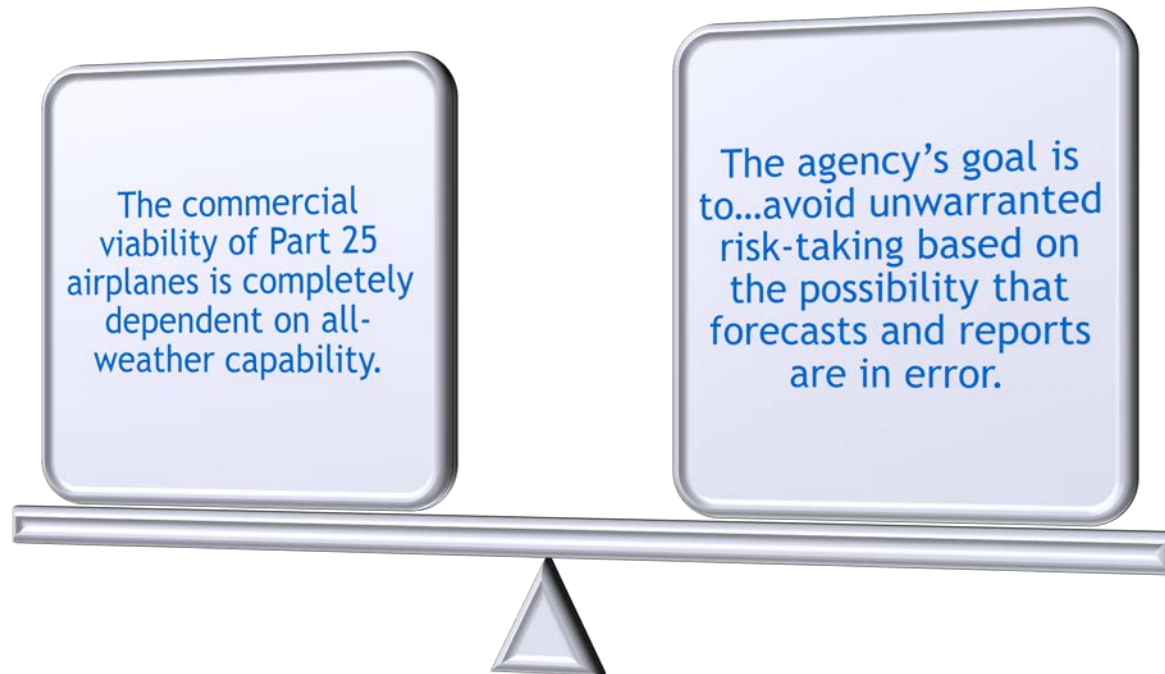 The commercial
viability of Part 25
airplanes is completely
dependent on all-
weather capability.
The agency’s goal is
to…avoid unwarranted
risk-taking based on
the possibility that
forecasts and reports
are in error.